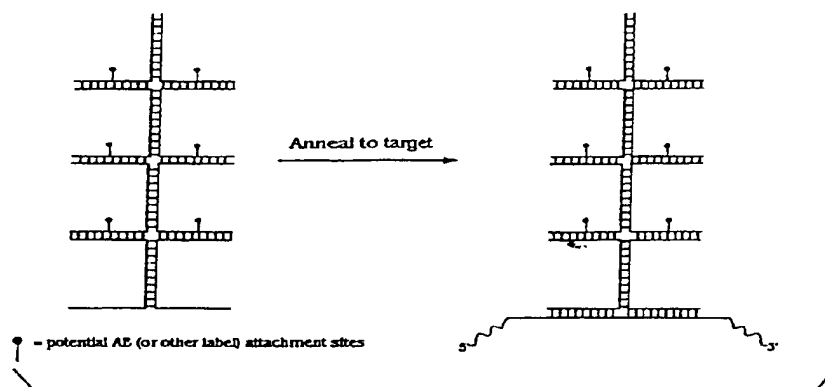 Anneal to target
= potential AE (or other label) attachment sites
5'
3'